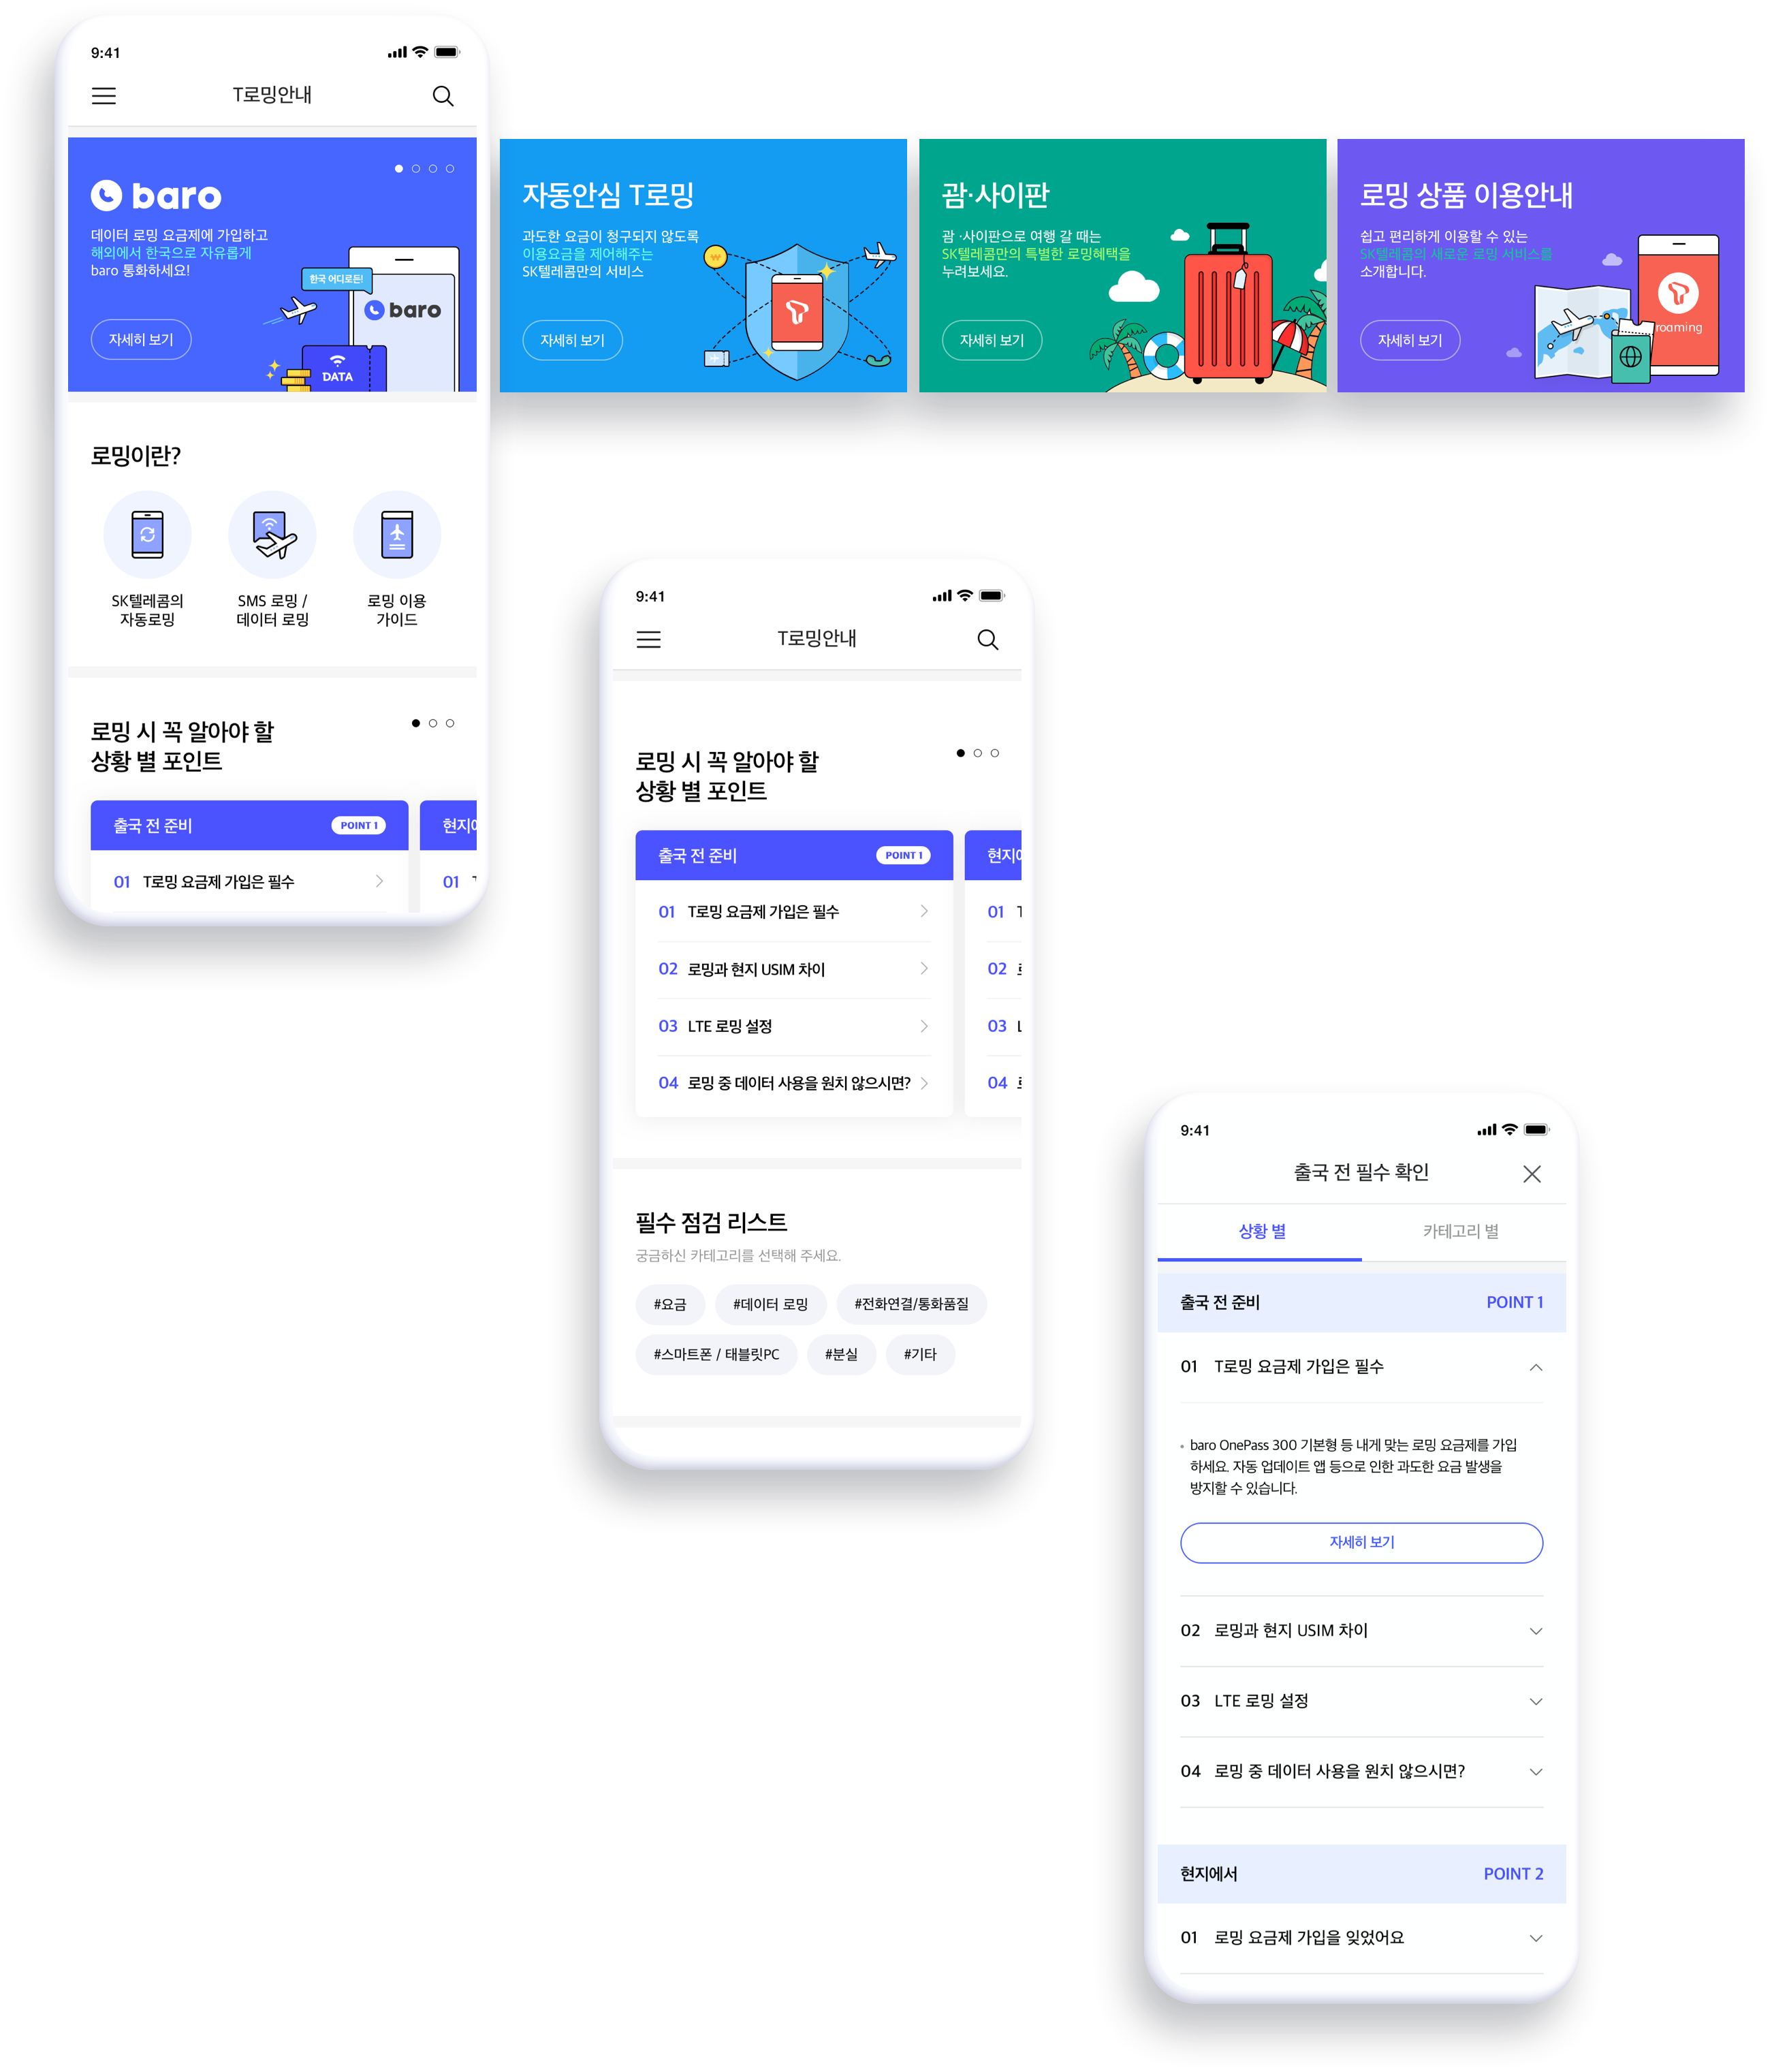 9:41
T로밍안내
baro
데이터 로밍 요금제에 가입하고
해외에서 한국으로 자유롭게
baro 통화하세요!
자세히 보기
한국 어디로든!
baro
DATA
자동안심 T로밍
과도한 요금이 청구되지 않도록
이용요금을 제어해주는
SK텔레콤만의 서비스
자세히 보기
괌·사이판
괌 ·사이판으로 여행 갈 때는
SK텔레콤만의 특별한 로밍혜택을
누려보세요.
자세히 보기
로밍 상품 이용안내
쉽고 편리하게 이용할 수 있는
SK텔레콤의 새로운 로밍 서비스를
소개합니다.
자세히 보기
roaming
로밍이란?
SK텔레콤의
자동로밍
SMS 로밍 /
데이터 로밍
로밍 이용
가이드
로밍 시 꼭 알아야 할
상황 별 포인트
출국 전 준비
POINT 1
01 T로밍 요금제 가입은 필수
현지에
01
9:41
T로밍안내
로밍 시 꼭 알아야 할
상황 별 포인트
출국 전 준비
POINT 1
01 T로밍 요금제 가입은 필수
02 로밍과 현지 USIM 차이
03 LTE 로밍 설정
04 로밍 중 데이터 사용을 원치 않으시면?
현지에
01 T
02
03 L
04
필수 점검 리스트
궁금하신 카테고리를 선택해 주세요.
#요금
#데이터 로밍
#전화연결/통화품질
#스마트폰 / 태블릿PC
#분실
#기타
9:41
출국 전 필수 확인
상황 별
카테고리 별
출국 전 준비
POINT 1
01 T로밍 요금제 가입은 필수
• baro OnePass 300 기본형 등 내게 맞는 로밍 요금제를 가입
하세요. 자동 업데이트 앱 등으로 인한 과도한 요금 발생을
방지할 수 있습니다.
자세히 보기
02 로밍과 현지 USIM 차이
03 LTE 로밍 설정
04 로밍 중 데이터 사용을 원치 않으시면?
현지에서
POINT 2
01 로밍 요금제 가입을 잊었어요